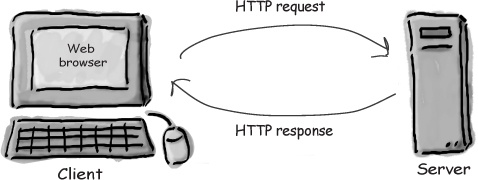 HTTP request
Web
browser
HTTP response
Client
Server